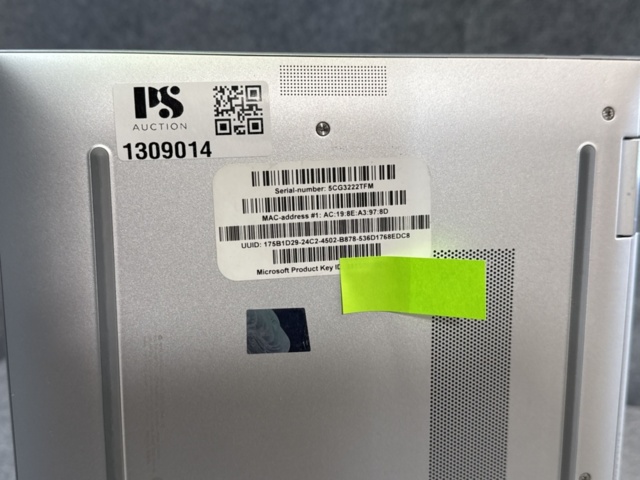 PS
AUCTION
1309014
Serial-number: 5CG3222TFM
MAC-address #1: AC:19:8E:A3:97:8D
UUID: 175B1D29-24C2-4502-B878-536D1768EDC8
Microsoft Product Key ID